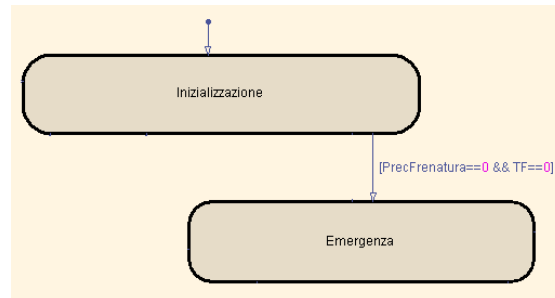 Inizializzazione
[PrecFrenatura==0 && TF==0]
Emergenza